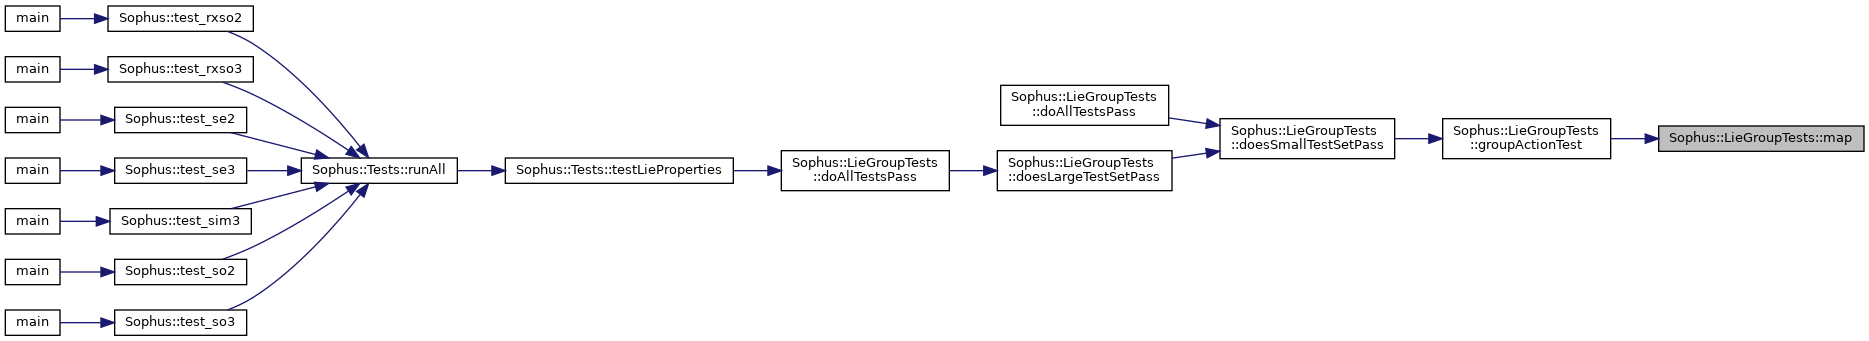 main
Sophus::test_rxso2
main
Sophus::test_rxso3
main
Sophus::test_se2
main
Sophus::test_se3
main
Sophus::test_sim3
main
Sophus::test_so2
main
Sophus::test_so3
Sophus::Tests::runAll
Sophus::Tests::testLieProperties
Sophus::LieGroupTests
::doAllTestsPass
Sophus::LieGroupTests
::doAllTestsPass
Sophus::LieGroupTests
::doesLargeTestSetPass
Sophus::LieGroupTests
::doesSmallTestSetPass
Sophus::LieGroupTests
::groupActionTest
Sophus::LieGroupTests::map